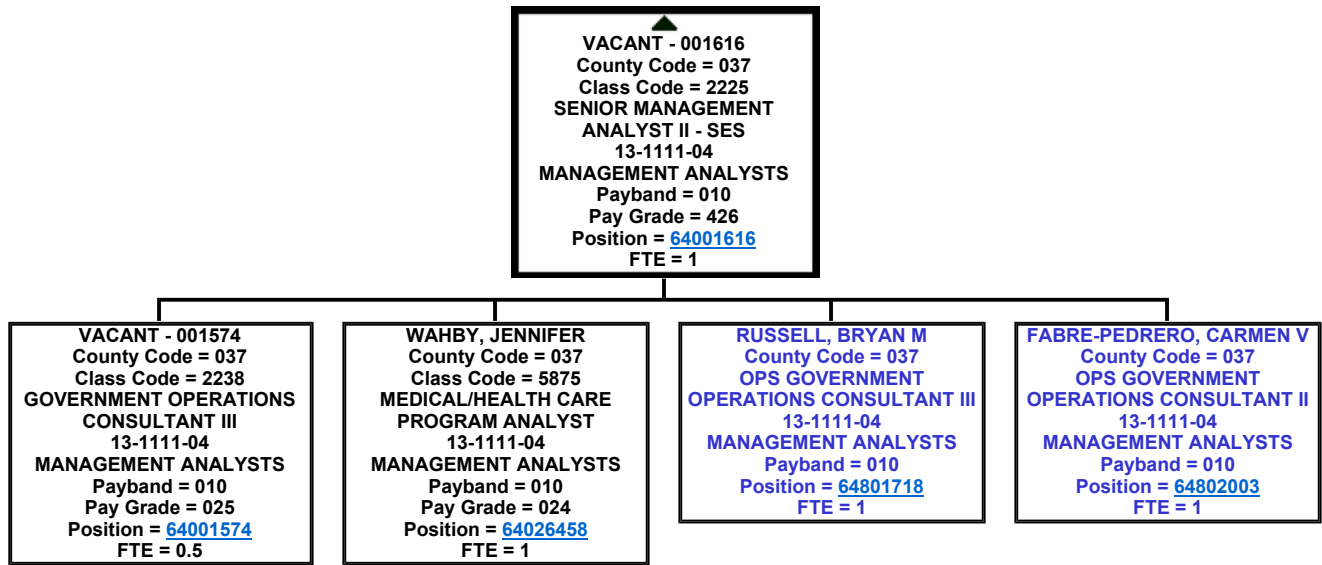 VACANT - 001616
County Code = 037
Class Code = 2225
SENIOR MANAGEMENT
ANALYST II - SES
13-1111-04
MANAGEMENT ANALYSTS
Payband = 010
Pay Grade = 426
Position = 64001616
FTE = 1
VACANT - 001574
County Code = 037
Class Code = 2238
GOVERNMENT OPERATIONS
CONSULTANT III
13-1111-04
MANAGEMENT ANALYSTS
Payband = 010
Pay Grade = 025
Position = 64001574
FTE = 0.5
WAHBY, JENNIFER
County Code = 037
Class Code = 5875
MEDICAL/HEALTH CARE
PROGRAM ANALYST
13-1111-04
MANAGEMENT ANALYSTS
Payband = 010
Pay Grade = 024
Position = 64026458
FTE = 1
RUSSELL, BRYAN M
County Code = 037
OPS GOVERNMENT
OPERATIONS CONSULTANT III
13-1111-04
MANAGEMENT ANALYSTS
Payband = 010
Position = 64801718
FTE = 1
FABRE-PEDRERO, CARMEN V
County Code = 037
OPS GOVERNMENT
OPERATIONS CONSULTANT II
13-1111-04
MANAGEMENT ANALYSTS
Payband = 010
Position = 64802003
FTE = 1